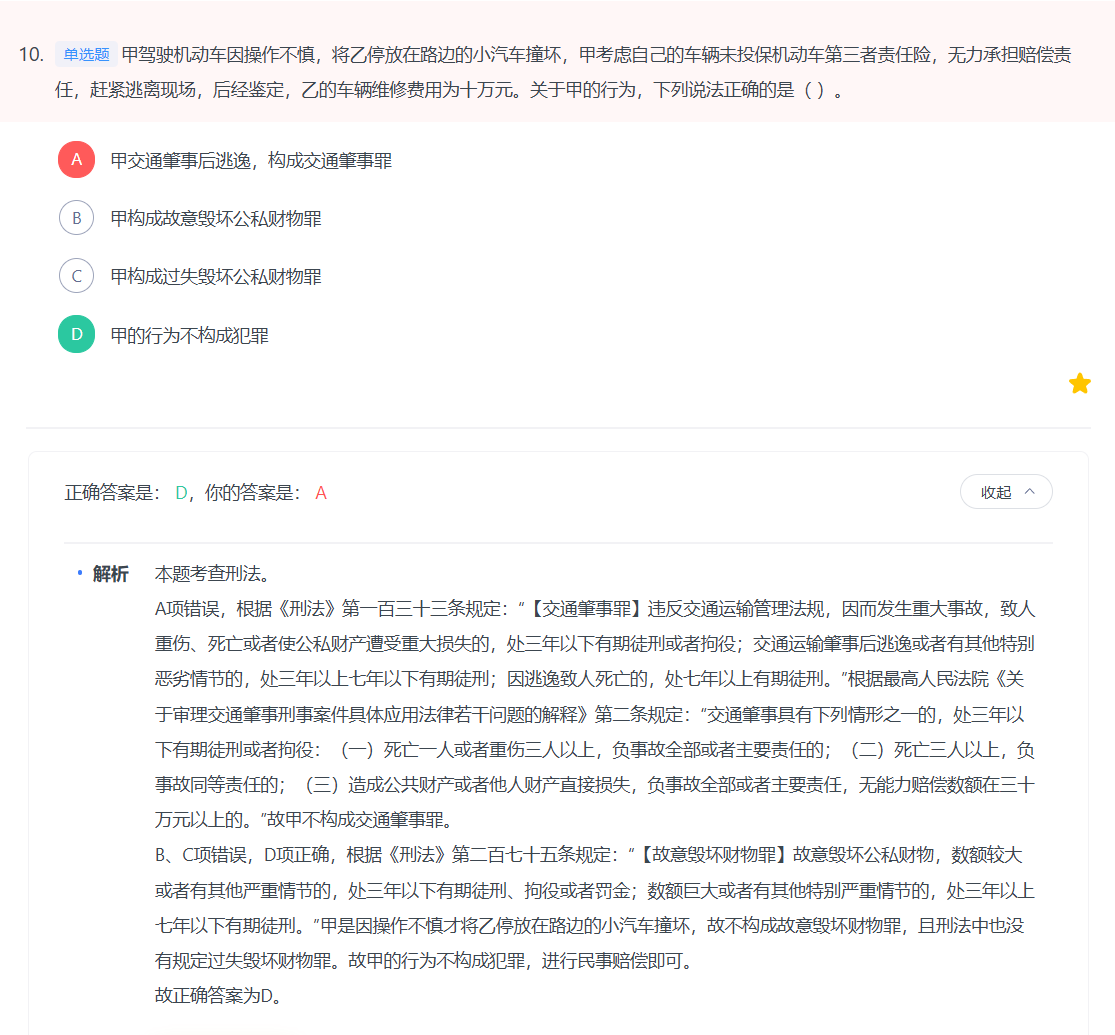 10. 单选题 甲驾驶机动车因操作不慎，将乙停放在路边的小汽车撞坏，甲考虑自己的车辆未投保机动车第三者责任险，无力承担赔偿责
任，赶紧逃离现场，后经鉴定，乙的车辆维修费用为十万元。关于甲的行为，下列说法正确的是（ ）。
A 甲交通肇事后逃逸，构成交通肇事罪
B 甲构成故意毁坏公私财物罪
C 甲构成过失毁坏公私财物罪
D 甲的行为不构成犯罪
正确答案是： D，你的答案是： A
收起
解析 本题考查刑法。
A项错误，根据《刑法》第一百三十三条规定：“【交通肇事罪】违反交通运输管理法规，因而发生重大事故，致人
重伤、死亡或者使公私财产遭受重大损失的，处三年以下有期徒刑或者拘役；交通运输肇事后逃逸或者有其他特别
恶劣情节的，处三年以上七年以下有期徒刑；因逃逸致人死亡的，处七年以上有期徒刑。”根据最高人民法院《关
于审理交通肇事刑事案件具体应用法律若干问题的解释》第二条规定：“交通肇事具有下列情形之一的，处三年以
下有期徒刑或者拘役：（一）死亡一人或者重伤三人以上，负事故全部或者主要责任的；（二）死亡三人以上，负
事故同等责任的；（三）造成公共财产或者他人财产直接损失，负事故全部或者主要责任，无能力赔偿数额在三十
万元以上的。”故甲不构成交通肇事罪。
B、C项错误，D项正确，根据《刑法》第二百七十五条规定：“【故意毁坏财物罪】故意毁坏公私财物，数额较大
或者有其他严重情节的，处三年以下有期徒刑、拘役或者罚金；数额巨大或者有其他特别严重情节的，处三年以上
七年以下有期徒刑。”甲是因操作不慎才将乙停放在路边的小汽车撞坏，故不构成故意毁坏财物罪，且刑法中也没
有规定过失毁坏财物罪。故甲的行为不构成犯罪，进行民事赔偿即可。
故正确答案为D。